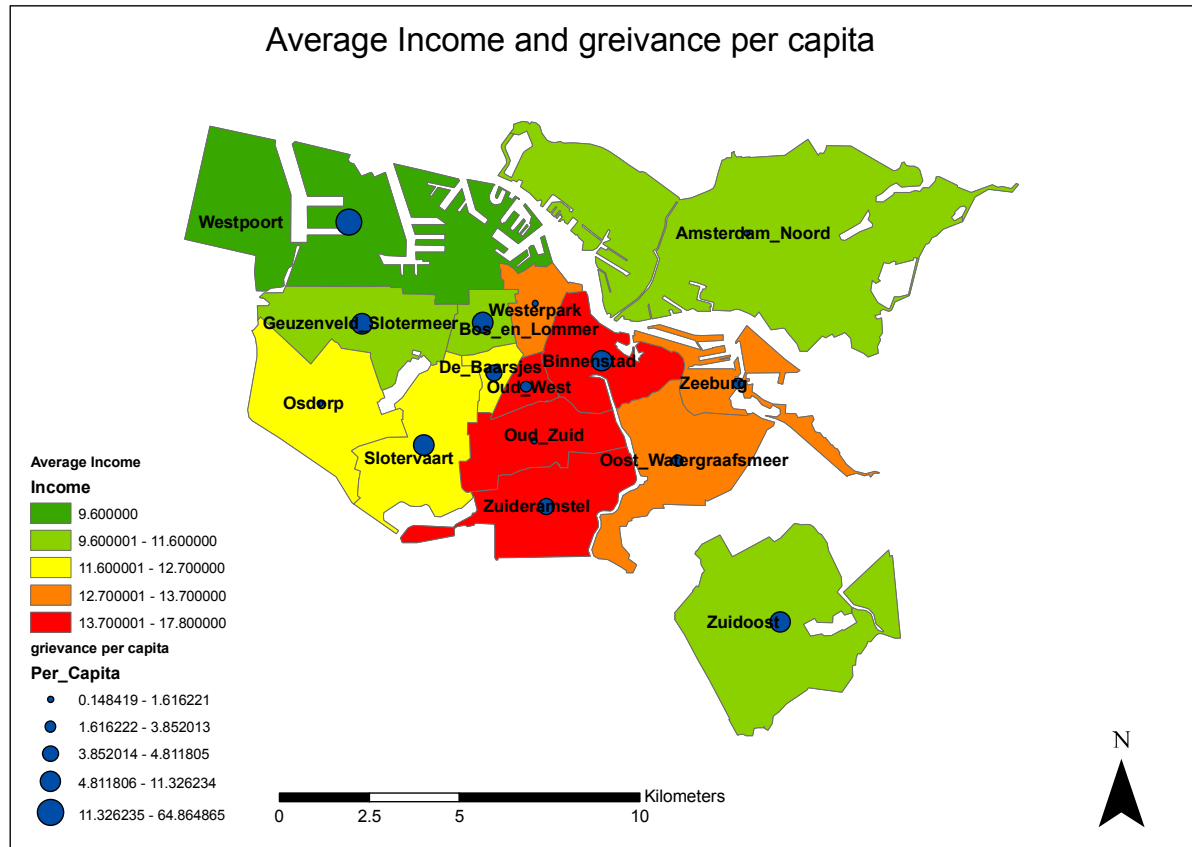 Average Income and greivance per capita
Westpoort
Amsterdam_Noord
Geuzenveld_Slotermeer
Westerpark
Bos_en_Lommer
De_Baarsjes
Binnenstad
Oud_West
Zeeburg
Osdorp
Oud_Zuid
Slotervaart
Oost_Watergraafsmeer
Zuideramstel
Zuidoost
Average Income
Income
9.600000
9.600001 - 11.600000
11.600001 - 12.700000
12.700001 - 13.700000
13.700001 - 17.800000
grievance per capita
Per_Capita
0.148419 - 1.616221
1.616222 - 3.852013
3.852014 - 4.811805
4.811806 - 11.326234
11.326235 - 64.864865
Kilometers
0 2.5 5 10
N